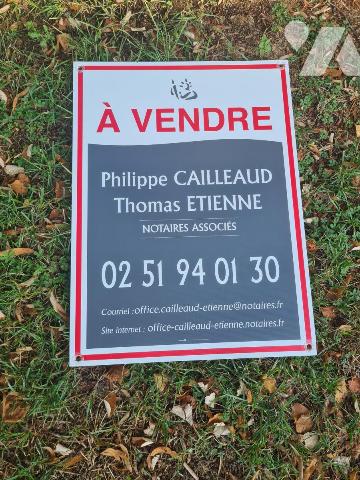 À VENDRE
Philippe CAILLEAUD
Thomas ETIENNE
NOTAIRES ASSOCIÉS
02 51 94 01 30
Courriel :office.cailleaud-etienne@notaires.fr
Site internet : office-cailleaud-etienne.notaires.fr